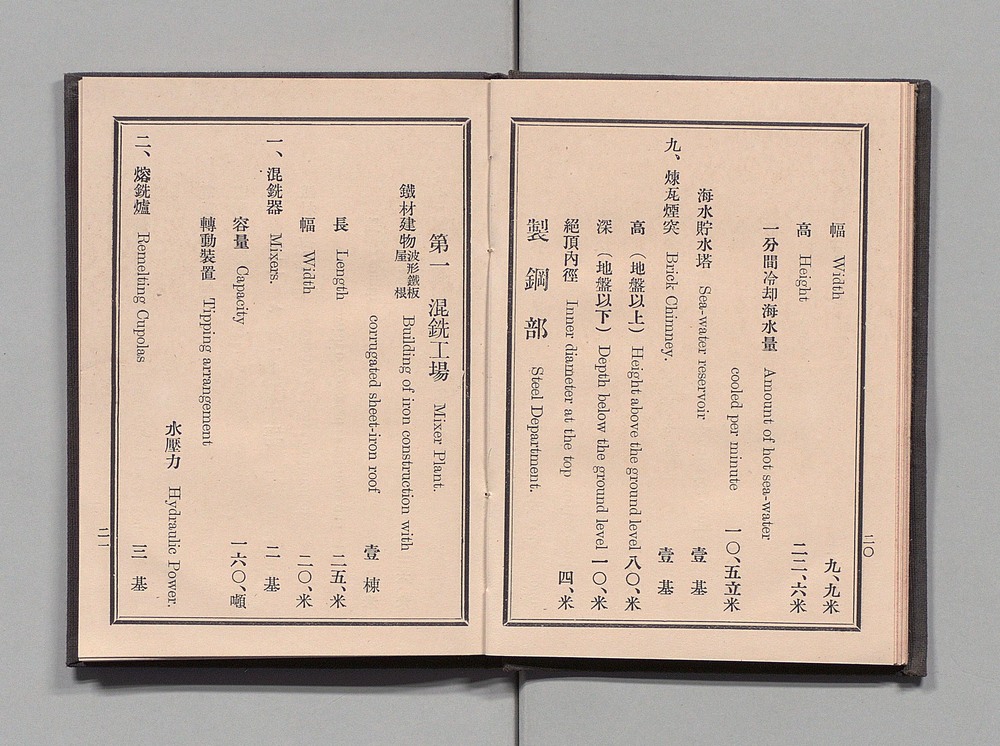 幅 Width 九、九米
高 Height 二二、六米
一分間冷却海水量 Amount of hot sea-water
cooled per minute 一〇、五立米
海水貯水塔 Sea-water reservoir 壹基
九、煉瓦煙突 Brick Chimney. 壹基
高（地盤以上）Height above the ground level 八〇、米
深（地盤以下）Depth below the ground level 一〇、米
絕頂內徑 Inner diameter at the top 四、米
製鋼部 Steel Department.
二〇
第一 混銑工場 Mixer Plant.
鐵材建物波形鐵板屋根 Building of iron construction with
corrugated sheet-iron roof 壹棟
長 Length 二五、米
幅 Width 二〇、米
一、混銑器 Mixers. 二基
容量 Capacity 一六〇、噸
轉動裝置 Tipping arrangement
水壓力 Hydraulic Power.
二、熔銑爐 Remelting Cupolas 三基
二一